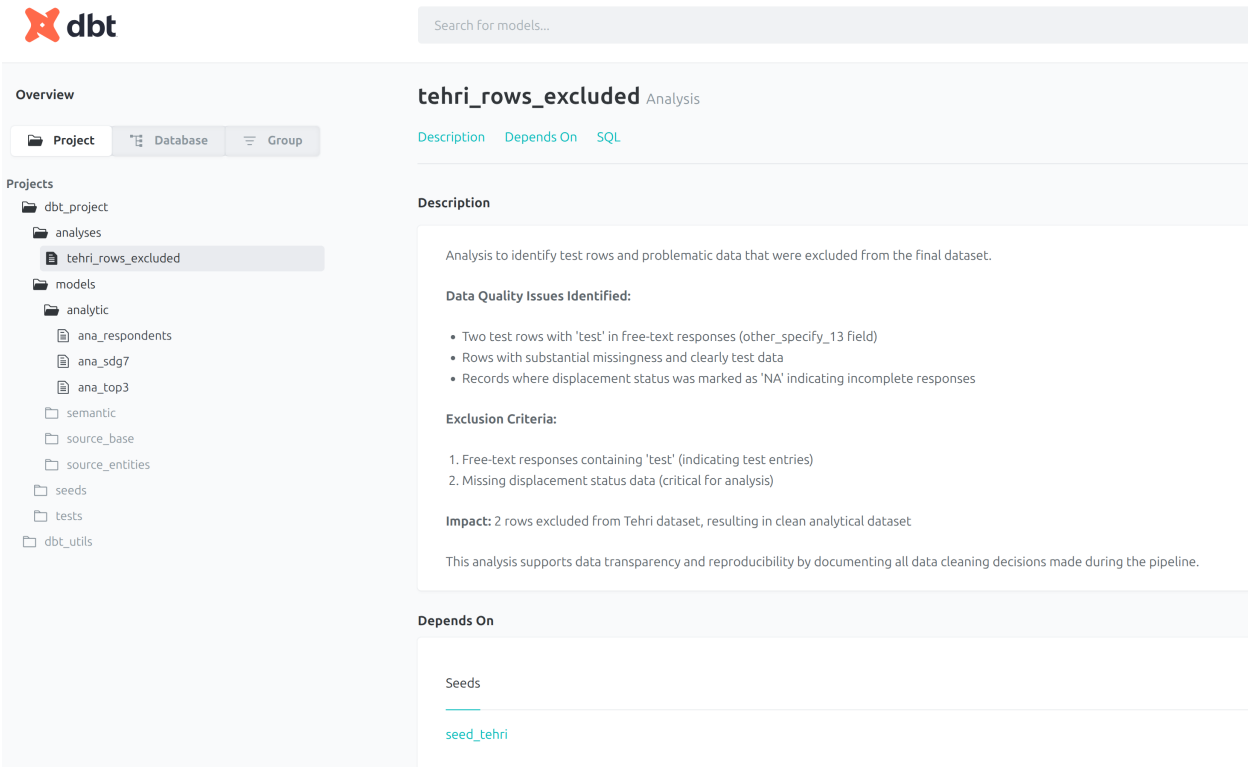 dbt
Search for models...
Overview
Project
Database
Group
Projects
dbt_project
analyses
tehri_rows_excluded
models
analytic
ana_respondents
ana_sdg7
ana_top3
semantic
source_base
source_entities
seeds
tests
dbt_utils
tehri_rows_excluded Analysis
Description Depends On SQL
Description
Analysis to identify test rows and problematic data that were excluded from the final dataset.
Data Quality Issues Identified:
• Two test rows with 'test' in free-text responses (other_specify_13 field)
• Rows with substantial missingness and clearly test data
• Records where displacement status was marked as 'NA' indicating incomplete responses
Exclusion Criteria:
1. Free-text responses containing 'test' (indicating test entries)
2. Missing displacement status data (critical for analysis)
Impact: 2 rows excluded from Tehri dataset, resulting in clean analytical dataset
This analysis supports data transparency and reproducibility by documenting all data cleaning decisions made during the pipeline.
Depends On
Seeds
seed_tehri